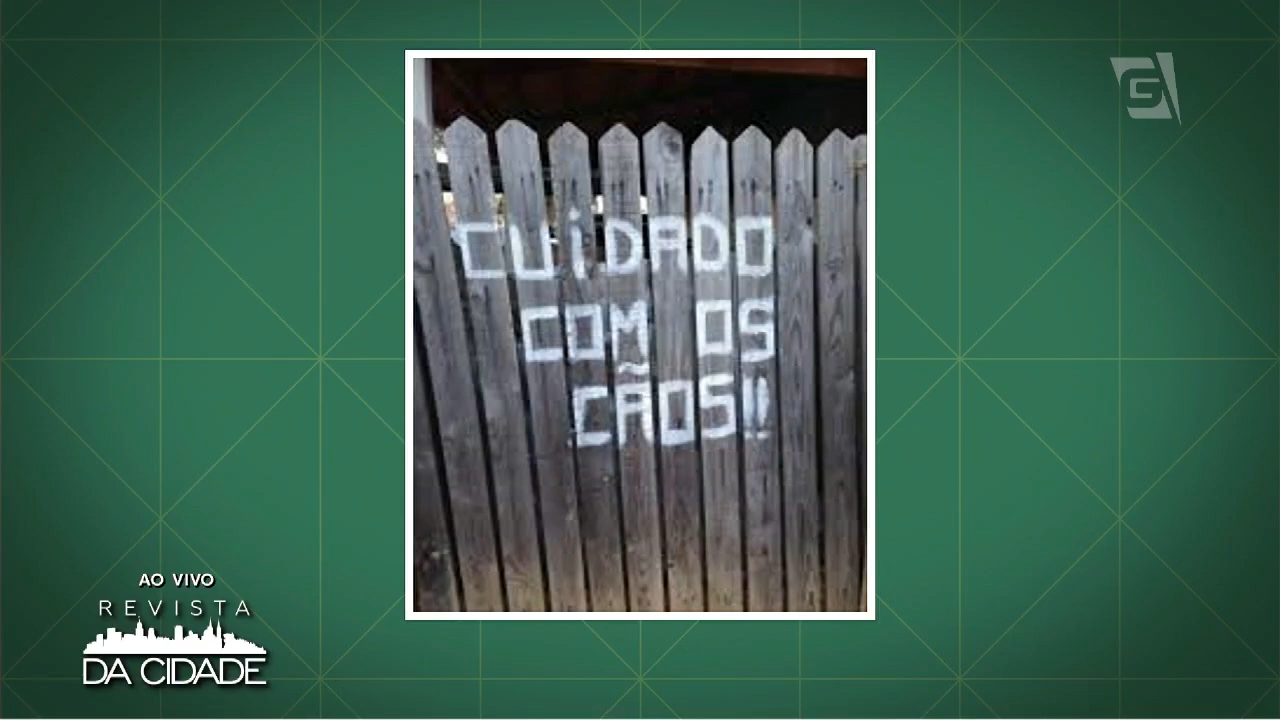 CUiDADO
COM OS
CÃOS!!
AO VIVO
REVISTA
DA CIDADE
G